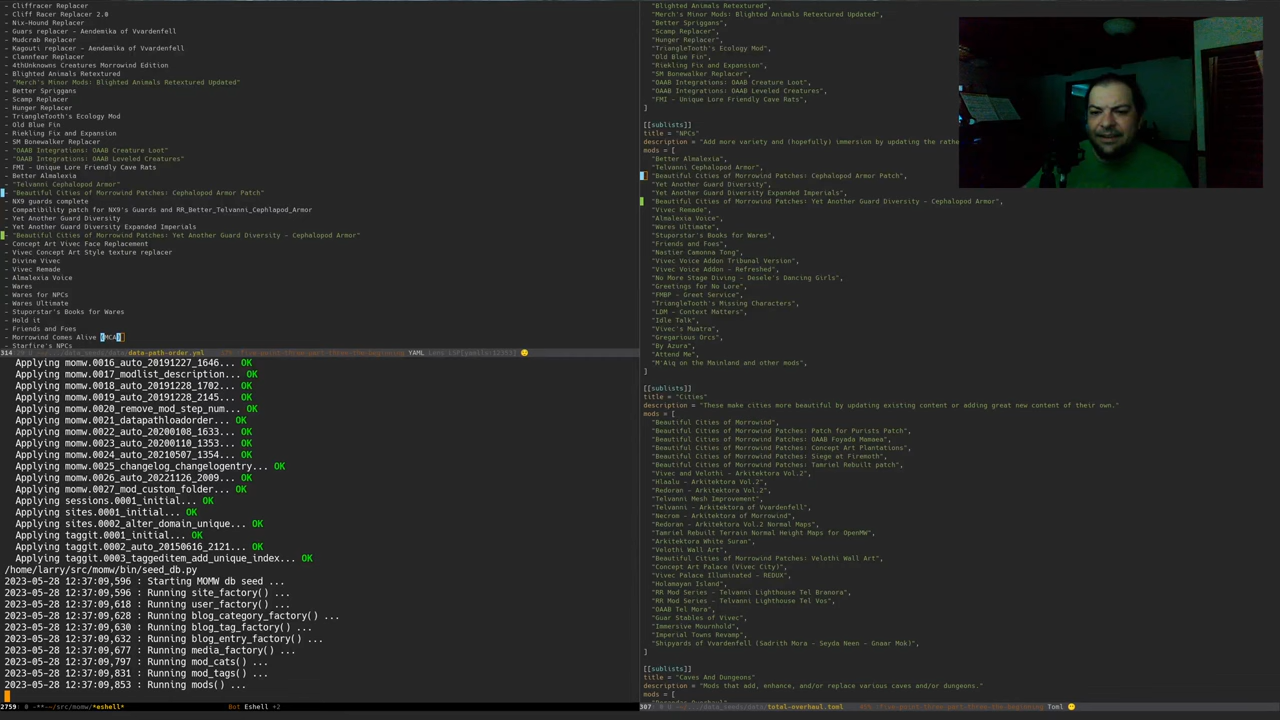 - Cliffracer Replacer
- Cliff Racer Replacer 2.0
- Nix-Hound Replacer
- Guars replacer - Aendemika of Vvardenfell
- Mudcrab Replacer
- Kagouti replacer - Aendemika of Vvardenfell
- Clannfear Replacer
- 4thUnknowns Creatures Morrowind Edition
- Blighted Animals Retextured
- "Merch's Minor Mods: Blighted Animals Retextured Updated"
- Better Spriggans
- Scamp Replacer
- Hunger Replacer
- TriangleTooth's Ecology Mod
- Old Blue Fin
- Riekling Fix and Expansion
- SM Bonewalker Replacer
- "OAAB Integrations: OAAB Creature Loot"
- "OAAB Integrations: OAAB Leveled Creatures"
- FMI - Unique Lore Friendly Cave Rats
- Better Almalexia
- "Telvanni Cephalopod Armor"
- "Beautiful Cities of Morrowind Patches: Cephalopod Armor Patch"
- NX9 guards complete
- Compatibility patch for NX9's Guards and RR_Better_Telvanni_Cephlapod_Armor
- Yet Another Guard Diversity
- Yet Another Guard Diversity Expanded Imperials
- "Beautiful Cities of Morrowind Patches: Yet Another Guard Diversity - Cephalopod Armor"
- Concept Art Vivec Face Replacement
- Vivec Concept Art Style texture replacer
- Divine Vivec
- Vivec Remade
- Almalexia Voice
- Wares
- Wares for NPCs
- Wares Ultimate
- Stuporstar's Books for Wares
- Hold it
- Friends and Foes
- Morrowind Comes Alive (MCA)
- Starfire's NPCs
314 data-path-order.yml YAML
Applying momw.0016_auto_20191227_1646... OK
Applying momw.0017_modlist_description... OK
Applying momw.0018_auto_20191228_1702... OK
Applying momw.0019_auto_20191228_2145... OK
Applying momw.0020_remove_mod_step_num... OK
Applying momw.0021_datapathloadorder... OK
Applying momw.0022_auto_20200108_1633... OK
Applying momw.0023_auto_20200110_1353... OK
Applying momw.0024_auto_20210507_1354... OK
Applying momw.0025_changelog_changelogentry... OK
Applying momw.0026_auto_20221126_2009... OK
Applying momw.0027_mod_custom_folder... OK
Applying sessions.0001_initial... OK
Applying sites.0001_initial... OK
Applying sites.0002_alter_domain_unique... OK
Applying taggit.0001_initial... OK
Applying taggit.0002_auto_20150616_2121... OK
Applying taggit.0003_taggeditem_add_unique_index... OK
/home/larry/src/momw/bin/seed_db.py
2023-05-28 12:37:09,596 : Starting MOMW db seed ...
2023-05-28 12:37:09,596 : Running site_factory() ...
2023-05-28 12:37:09,618 : Running user_factory() ...
2023-05-28 12:37:09,628 : Running blog_category_factory() ...
2023-05-28 12:37:09,630 : Running blog_tag_factory() ...
2023-05-28 12:37:09,632 : Running blog_entry_factory() ...
2023-05-28 12:37:09,677 : Running media_factory() ...
2023-05-28 12:37:09,797 : Running mod_cats() ...
2023-05-28 12:37:09,831 : Running mod_tags() ...
2023-05-28 12:37:09,853 : Running mods() ...
2759 ~/src/momw/*eshell* Bot Eshell +2
"Blighted Animals Retextured",
"Merch's Minor Mods: Blighted Animals Retextured Updated",
"Better Spriggans",
"Scamp Replacer",
"Hunger Replacer",
"TriangleTooth's Ecology Mod",
"Old Blue Fin",
"Riekling Fix and Expansion",
"SM Bonewalker Replacer",
"OAAB Integrations: OAAB Creature Loot",
"OAAB Integrations: OAAB Leveled Creatures",
"FMI - Unique Lore Friendly Cave Rats",
]
[[sublists]]
title = "NPCs"
description = "Add more variety and (hopefully) immersion by updating the rathe
mods = [
"Better Almalexia",
"Telvanni Cephalopod Armor",
"Beautiful Cities of Morrowind Patches: Cephalopod Armor Patch",
"Yet Another Guard Diversity",
"Yet Another Guard Diversity Expanded Imperials",
"Beautiful Cities of Morrowind Patches: Yet Another Guard Diversity - Cephalopod Armor",
"Vivec Remade",
"Almalexia Voice",
"Wares Ultimate",
"Stuporstar's Books for Wares",
"Friends and Foes",
"Nastier Camonna Tong",
"Vivec Voice Addon Tribunal Version",
"Vivec Voice Addon - Refreshed",
"No More Stage Diving - Desele's Dancing Girls",
"Greetings for No Lore",
"FMBP - Greet Service",
"TriangleTooth's Missing Characters",
"LDM - Context Matters",
"Idle Talk",
"Vivec's Muatra",
"Gregarious Orcs",
"By Azura",
"Attend Me",
"M'Aiq on the Mainland and other mods",
]
[[sublists]]
title = "Cities"
description = "These make cities more beautiful by updating existing content or adding great new content of their own."
mods = [
"Beautiful Cities of Morrowind",
"Beautiful Cities of Morrowind Patches: Patch for Purists Patch",
"Beautiful Cities of Morrowind Patches: OAAB Foyada Mamaea",
"Beautiful Cities of Morrowind Patches: Concept Art Plantations",
"Beautiful Cities of Morrowind Patches: Siege at Firemoth",
"Beautiful Cities of Morrowind Patches: Tamriel Rebuilt patch",
"Vivec and Velothi - Arkitektora Vol.2",
"Hlaalu - Arkitektora Vol.2",
"Redoran - Arkitektora Vol.2",
"Telvanni Mesh Improvement",
"Telvanni - Arkitektora of Vvardenfell",
"Necrom - Arkitektora of Morrowind",
"Redoran - Arkitektora Vol.2 Normal Maps",
"Tamriel Rebuilt Terrain Normal Height Maps for OpenMW",
"Arkitektora White Suran",
"Velothi Wall Art",
"Beautiful Cities of Morrowind Patches: Velothi Wall Art",
"Concept Art Palace (Vivec City)",
"Vivec Palace Illuminated - REDUX",
"Holamayan Island",
"RR Mod Series - Telvanni Lighthouse Tel Branora",
"RR Mod Series - Telvanni Lighthouse Tel Vos",
"OAAB Tel Mora",
"Guar Stables of Vivec",
"Immersive Mournhold",
"Imperial Towns Revamp",
"Shipyards of Vvardenfell (Sadrith Mora - Seyda Neen - Gnaar Mok)",
]
[[sublists]]
title = "Caves And Dungeons"
description = "Mods that add, enhance, and/or replace various caves and/or dungeons."
mods = [
307 total-overhaul.toml Toml